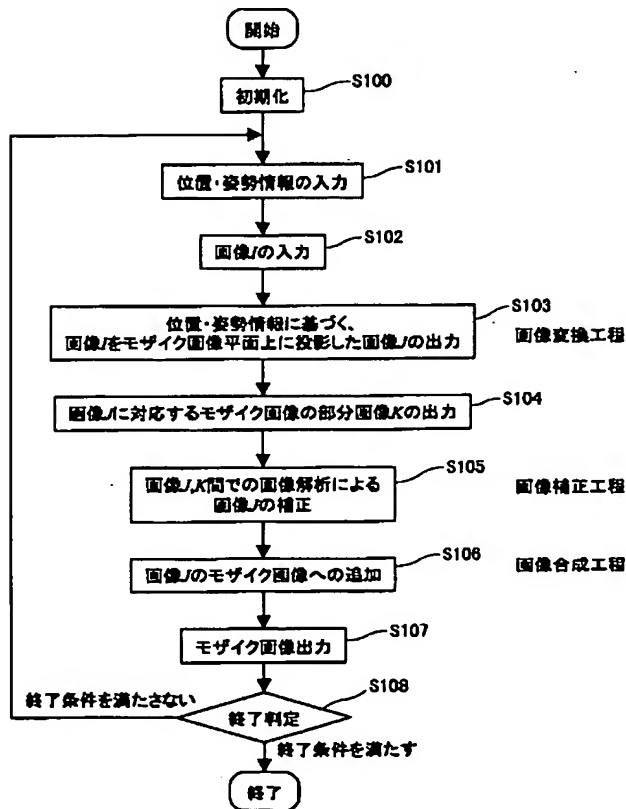 開始
S100
初期化
S101
位置・姿勢情報の入力
S102
画像Iの入力
S103
位置・姿勢情報に基づく、
画像Iをモザイク画像平面上に投影した画像Jの出力
画像変換工程
S104
画像Jに対応するモザイク画像の部分画像Kの出力
S105
画像J,K間での画像解析による
画像Jの補正
画像補正工程
S106
画像Jのモザイク画像への追加
画像合成工程
S107
モザイク画像出力
S108
終了条件を満たさない
終了判定
終了条件を満たす
終了